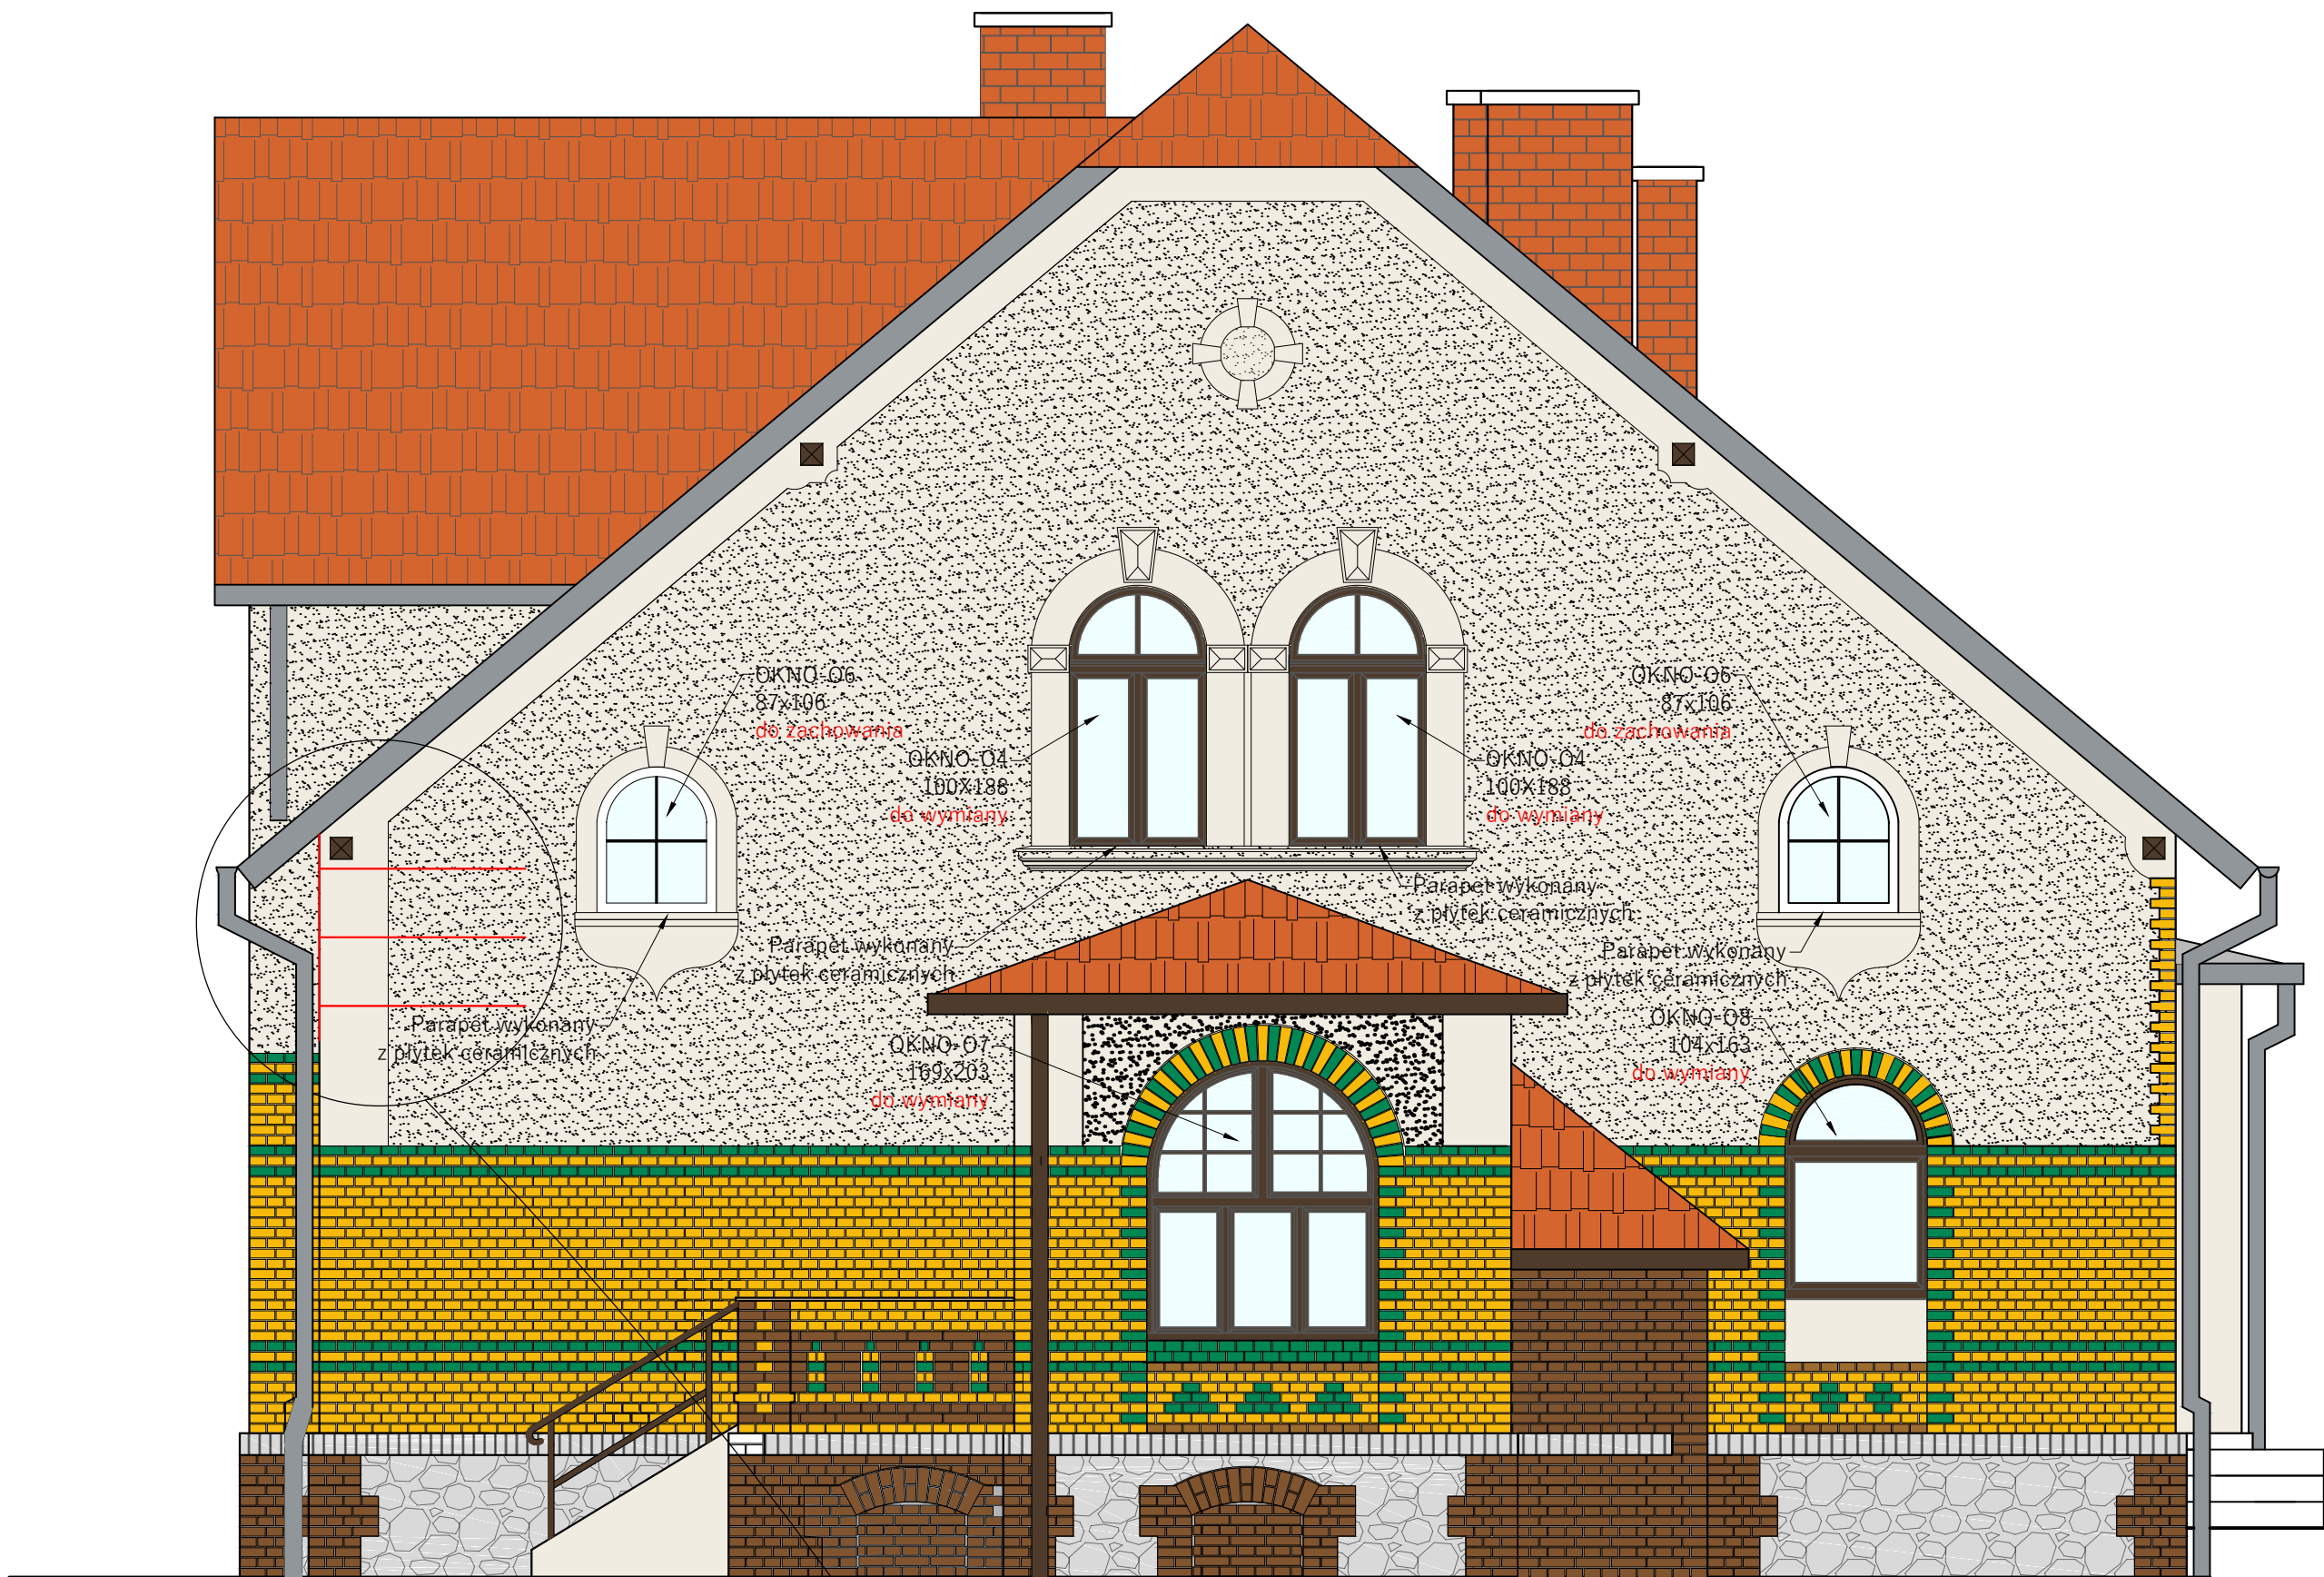 OKNO-O6
87x106
do zachowania
OKNO-O6
87x106
do zachowania
OKNO-O4
100X188
do wymiany
OKNO-O4
100X188
do wymiany
Parapet wykonany
z płytek ceramicznych
Parapet wykonany
z płytek ceramicznych
Parapet wykonany
z płytek ceramicznych
Parapet wykonany
z płytek ceramicznych
OKNO-O7
169x203
do wymiany
OKNO-O8
104x163
do wymiany